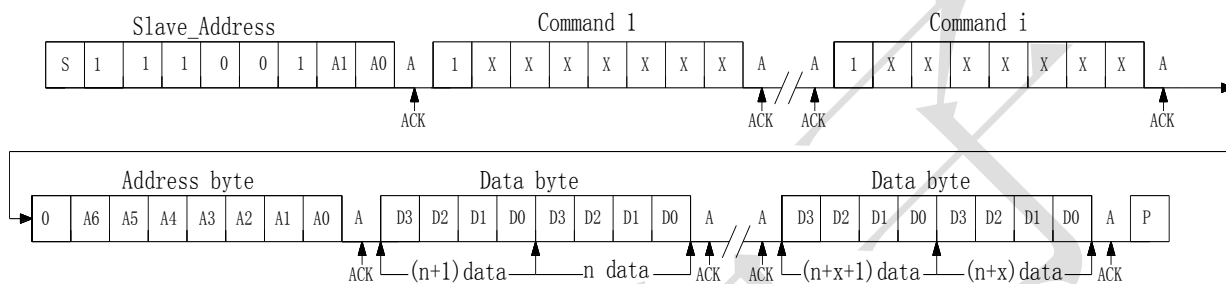 Slave_Address Command 1 Command i
S 1 1 1 0 0 1 A1 A0 A 1 X X X X X X X A A 1 X X X X X X X A
ACK ACK ACK ACK
Address byte Data byte Data byte
0 A6 A5 A4 A3 A2 A1 A0 A D3 D2 D1 D0 D3 D2 D1 D0 A A D3 D2 D1 D0 D3 D2 D1 D0 A P
ACK (n+1)data n data ACK ACK (n+x+1)data (n+x)data ACK